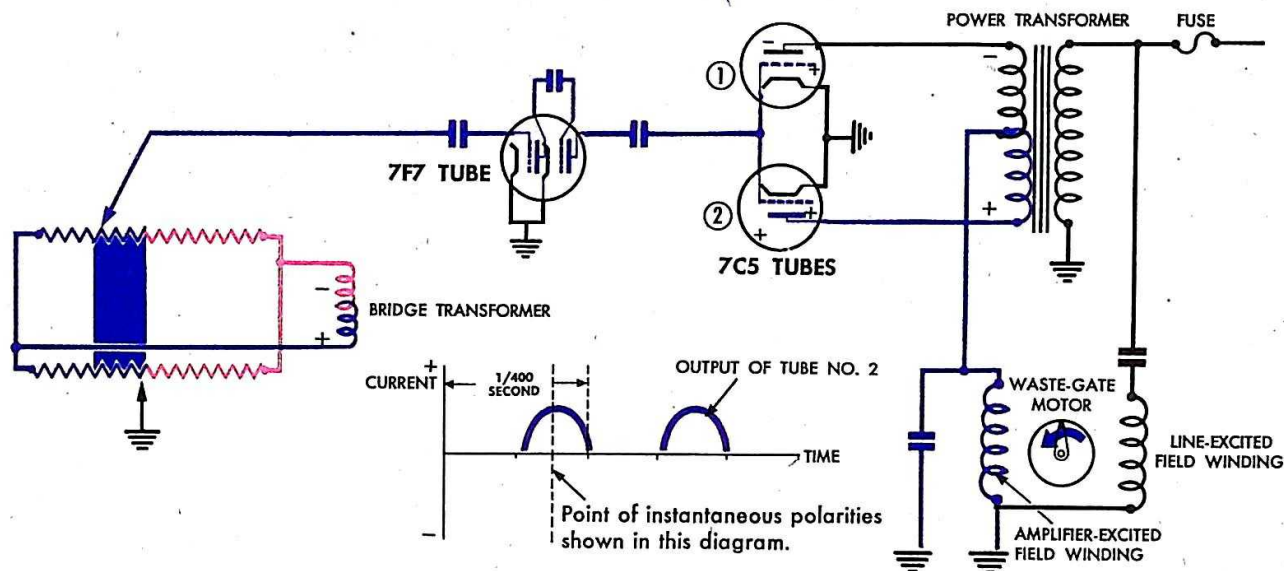 POWER TRANSFORMER
FUSE
①
-
+
-
7F7 TUBE
②
+
+
+
7C5 TUBES
-
BRIDGE TRANSFORMER
+
+
CURRENT
1/400
SECOND
OUTPUT OF TUBE NO. 2
TIME
-
Point of instantaneous polarities
shown in this diagram.
WASTE-GATE
MOTOR
LINE-EXCITED
FIELD WINDING
AMPLIFIER-EXCITED
FIELD WINDING